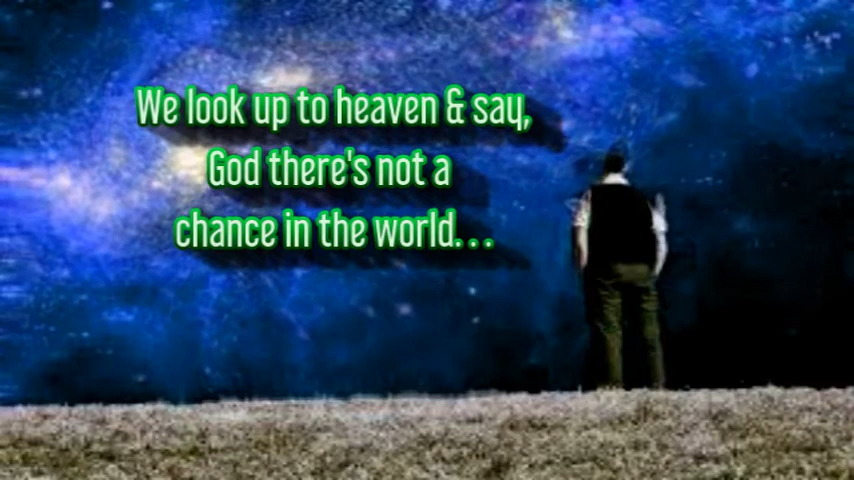 We look up to heaven & say,
God there's not a
chance in the world...